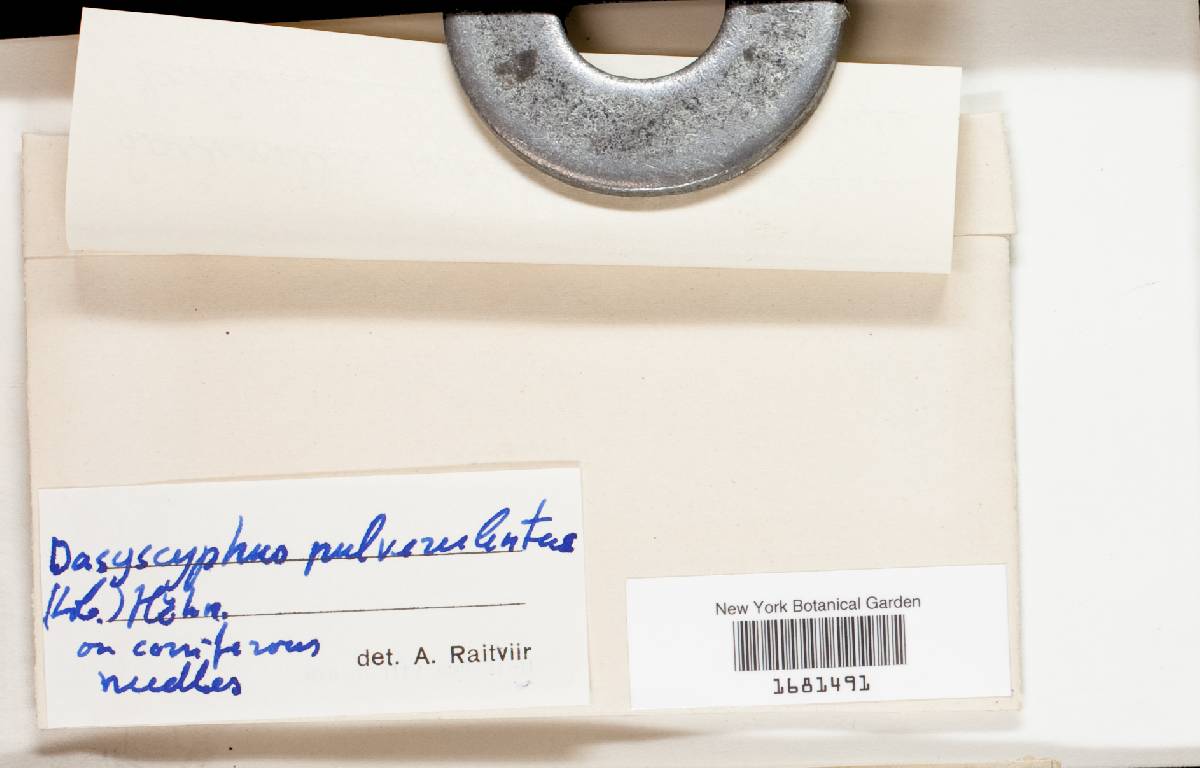 Dasyscyphus pulverulentus
(Lib.) Höhn.
on coniferous
needles
det. A. Raitviir
New York Botanical Garden
1681491